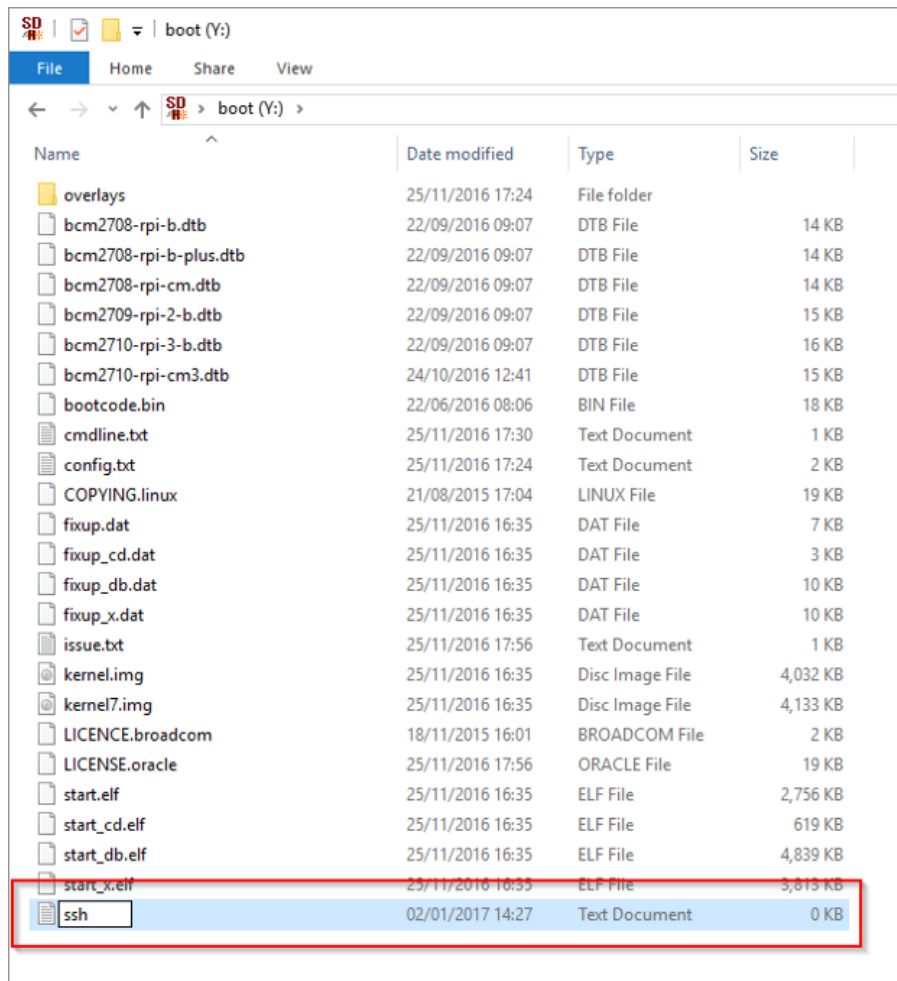 SD boot (Y:)
File Home Share View
SD boot (Y:)
Name Date modified Type Size
overlays 25/11/2016 17:24 File folder
bcm2708-rpi-b.dtb 22/09/2016 09:07 DTB File 14 KB
bcm2708-rpi-b-plus.dtb 22/09/2016 09:07 DTB File 14 KB
bcm2708-rpi-cm.dtb 22/09/2016 09:07 DTB File 14 KB
bcm2709-rpi-2-b.dtb 22/09/2016 09:07 DTB File 15 KB
bcm2710-rpi-3-b.dtb 22/09/2016 09:07 DTB File 16 KB
bcm2710-rpi-cm3.dtb 24/10/2016 12:41 DTB File 15 KB
bootcode.bin 22/06/2016 08:06 BIN File 18 KB
cmdline.txt 25/11/2016 17:30 Text Document 1 KB
config.txt 25/11/2016 17:24 Text Document 2 KB
COPYING.linux 21/08/2015 17:04 LINUX File 19 KB
fixup.dat 25/11/2016 16:35 DAT File 7 KB
fixup_cd.dat 25/11/2016 16:35 DAT File 3 KB
fixup_db.dat 25/11/2016 16:35 DAT File 10 KB
fixup_x.dat 25/11/2016 16:35 DAT File 10 KB
issue.txt 25/11/2016 17:56 Text Document 1 KB
kernel.img 25/11/2016 16:35 Disc Image File 4,032 KB
kernel7.img 25/11/2016 16:35 Disc Image File 4,133 KB
LICENCE.broadcom 18/11/2015 16:01 BROADCOM File 2 KB
LICENSE.oracle 25/11/2016 17:56 ORACLE File 19 KB
start.elf 25/11/2016 16:35 ELF File 2,756 KB
start_cd.elf 25/11/2016 16:35 ELF File 619 KB
start_db.elf 25/11/2016 16:35 ELF File 4,839 KB
start_x.elf 25/11/2016 16:35 ELF File 3,813 KB
ssh 02/01/2017 14:27 Text Document 0 KB